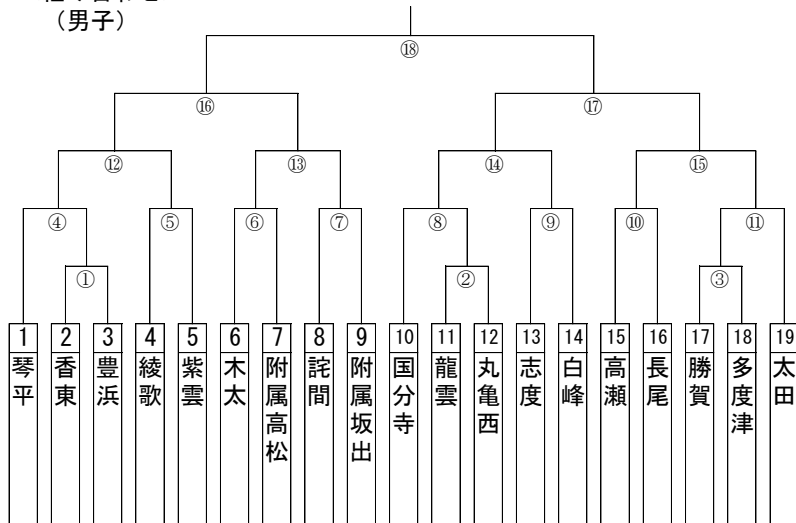 （男子）
⑱
⑯ ⑰
⑫ ⑬ ⑭ ⑮
④ ⑤ ⑥ ⑦ ⑧ ⑨ ⑩ ⑪
① ② ③
1 2 3 4 5 6 7 8 9 10 11 12 13 14 15 16 17 18 19
琴平
香東
豊浜
綾歌
紫雲
木太
附属高松
詫間
附属坂出
国分寺
龍雲
丸亀西
志度
白峰
高瀬
長尾
勝賀
多度津
太田